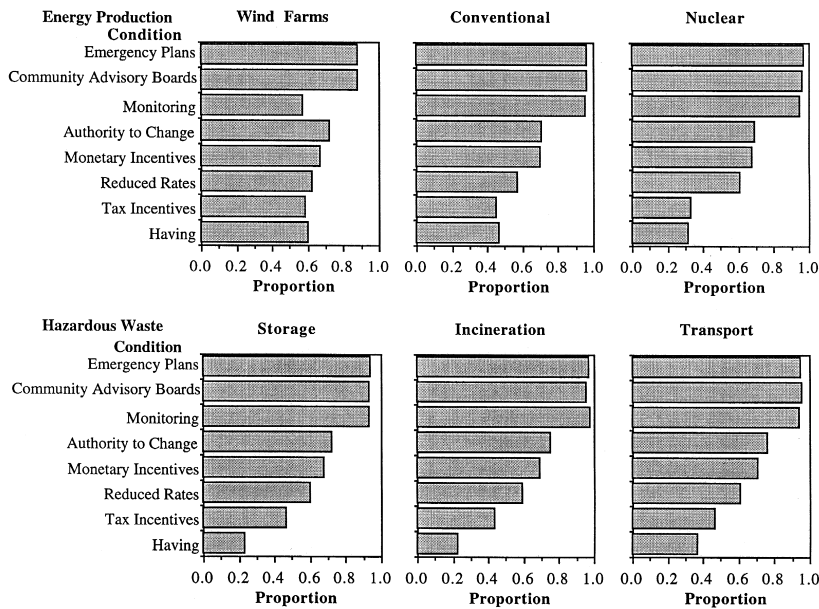 Energy Production Wind Farms Conventional Nuclear
Condition
Emergency Plans
Community Advisory Boards
Monitoring
Authority to Change
Monetary Incentives
Reduced Rates
Tax Incentives
Having
0.0 0.2 0.4 0.6 0.8 1.0 0.0 0.2 0.4 0.6 0.8 1.0 0.0 0.2 0.4 0.6 0.8 1.0
Proportion Proportion Proportion
Hazardous Waste Storage Incineration Transport
Condition
Emergency Plans
Community Advisory Boards
Monitoring
Authority to Change
Monetary Incentives
Reduced Rates
Tax Incentives
Having
0.0 0.2 0.4 0.6 0.8 1.0 0.0 0.2 0.4 0.6 0.8 1.0 0.0 0.2 0.4 0.6 0.8 1.0
Proportion Proportion Proportion